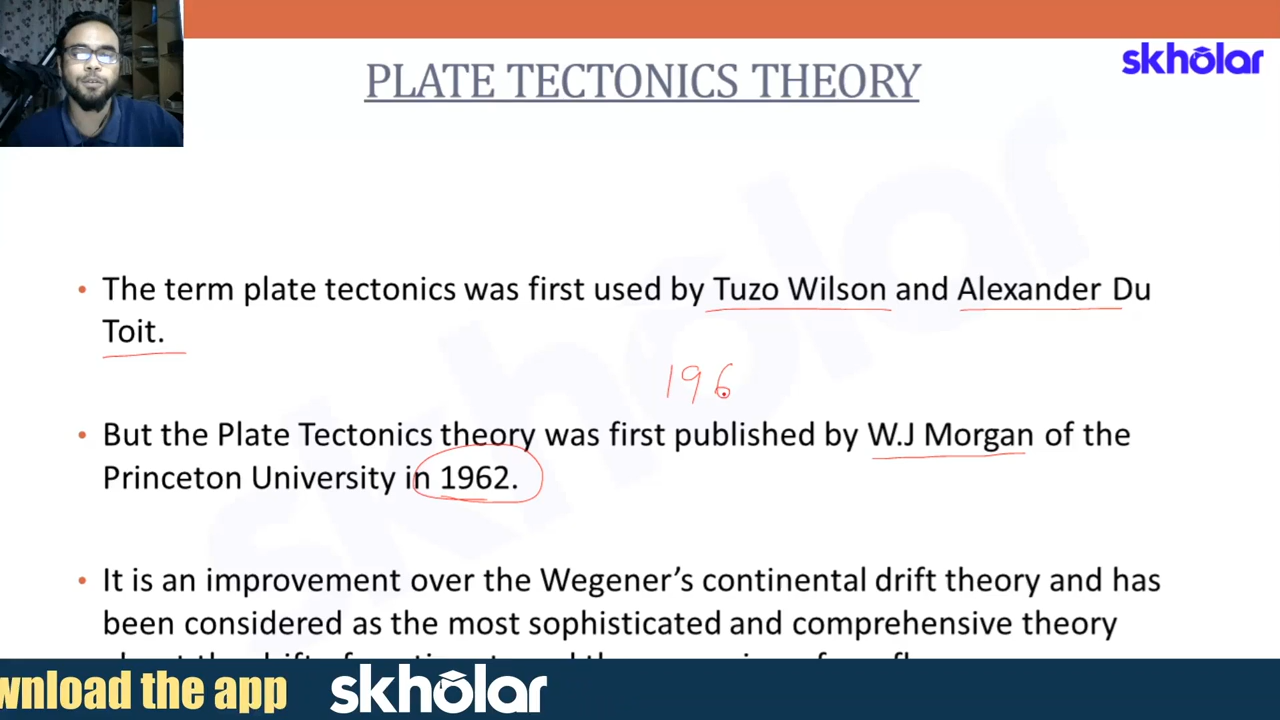 skholar
PLATE TECTONICS THEORY
• The term plate tectonics was first used by Tuzo Wilson and Alexander Du
Toit.
196
• But the Plate Tectonics theory was first published by W.J Morgan of the
Princeton University in 1962.
• It is an improvement over the Wegener’s continental drift theory and has
been considered as the most sophisticated and comprehensive theory
wnload the app skholar
skholar